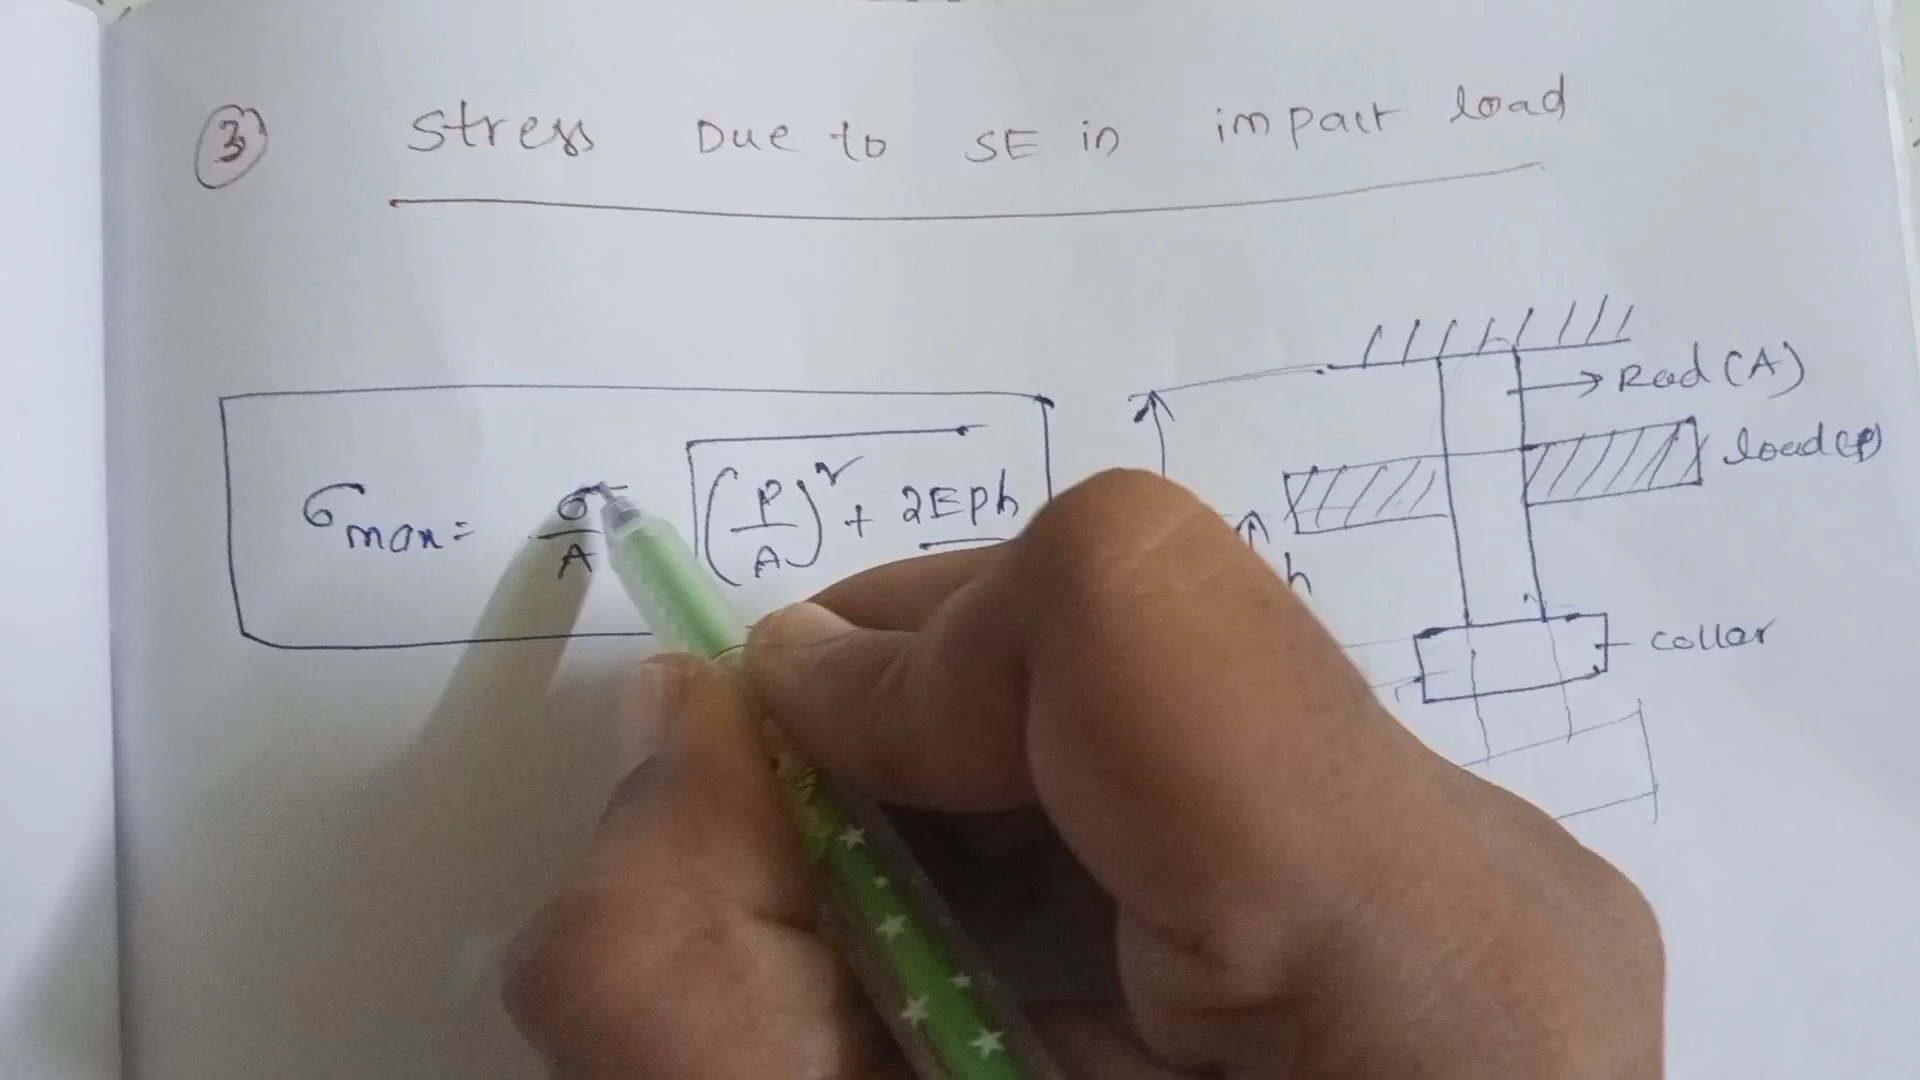 3 Stress Due to SE in impact load
Rod (A)
load (P)
σmax = σ/A √(P/A)² + 2EPh
h
collar